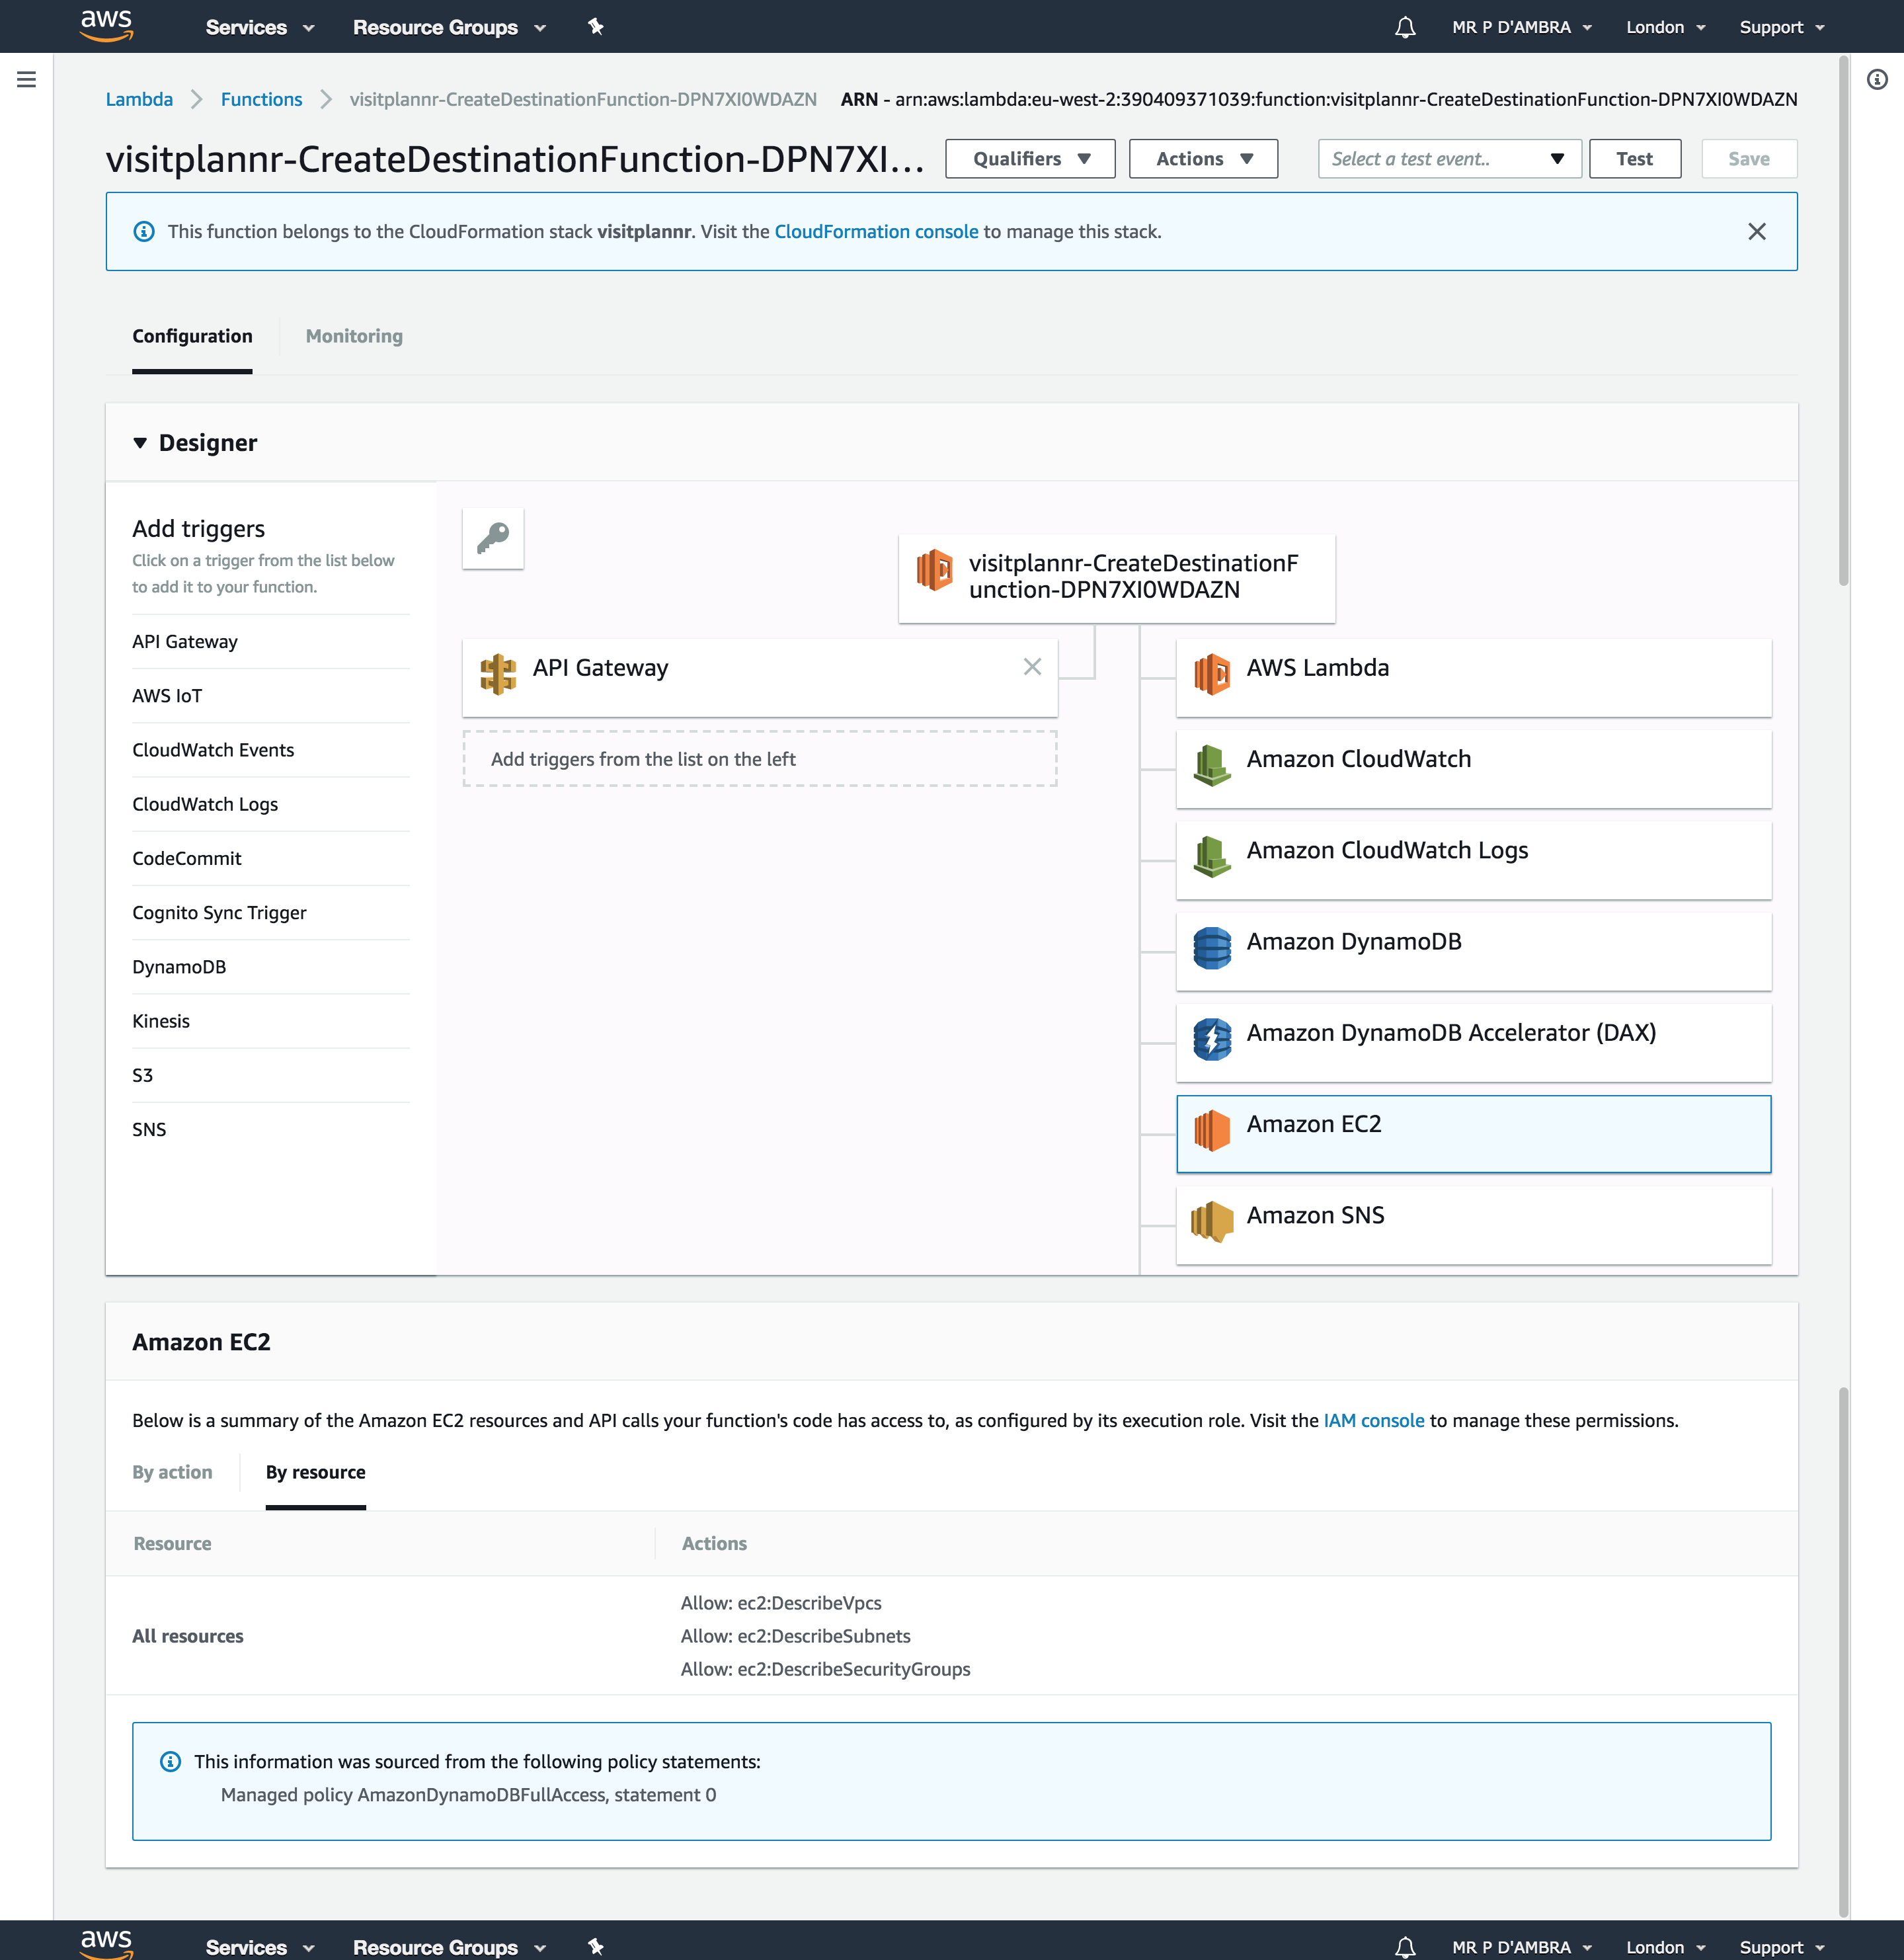 aws Services Resource Groups MR P D'AMBRA London Support
Lambda Functions visitplannr-CreateDestinationFunction-DPN7XI0WDAZN ARN - arn:aws:lambda:eu-west-2:390409371039:function:visitplannr-CreateDestinationFunction-DPN7XI0WDAZN
visitplannr-CreateDestinationFunction-DPN7XI... Qualifiers Actions Select a test event.. Test Save
This function belongs to the CloudFormation stack visitplannr. Visit the CloudFormation console to manage this stack.
Configuration Monitoring
Designer
Add triggers
Click on a trigger from the list below
to add it to your function.
API Gateway
AWS IoT
CloudWatch Events
CloudWatch Logs
CodeCommit
Cognito Sync Trigger
DynamoDB
Kinesis
S3
SNS
visitplannr-CreateDestinationF
unction-DPN7XI0WDAZN
API Gateway
Add triggers from the list on the left
AWS Lambda
Amazon CloudWatch
Amazon CloudWatch Logs
Amazon DynamoDB
Amazon DynamoDB Accelerator (DAX)
Amazon EC2
Amazon SNS
Amazon EC2
Below is a summary of the Amazon EC2 resources and API calls your function's code has access to, as configured by its execution role. Visit the IAM console to manage these permissions.
By action By resource
Resource Actions
All resources
Allow: ec2:DescribeVpcs
Allow: ec2:DescribeSubnets
Allow: ec2:DescribeSecurityGroups
This information was sourced from the following policy statements:
Managed policy AmazonDynamoDBFullAccess, statement 0
aws Services Resource Groups MR P D'AMBRA London Support